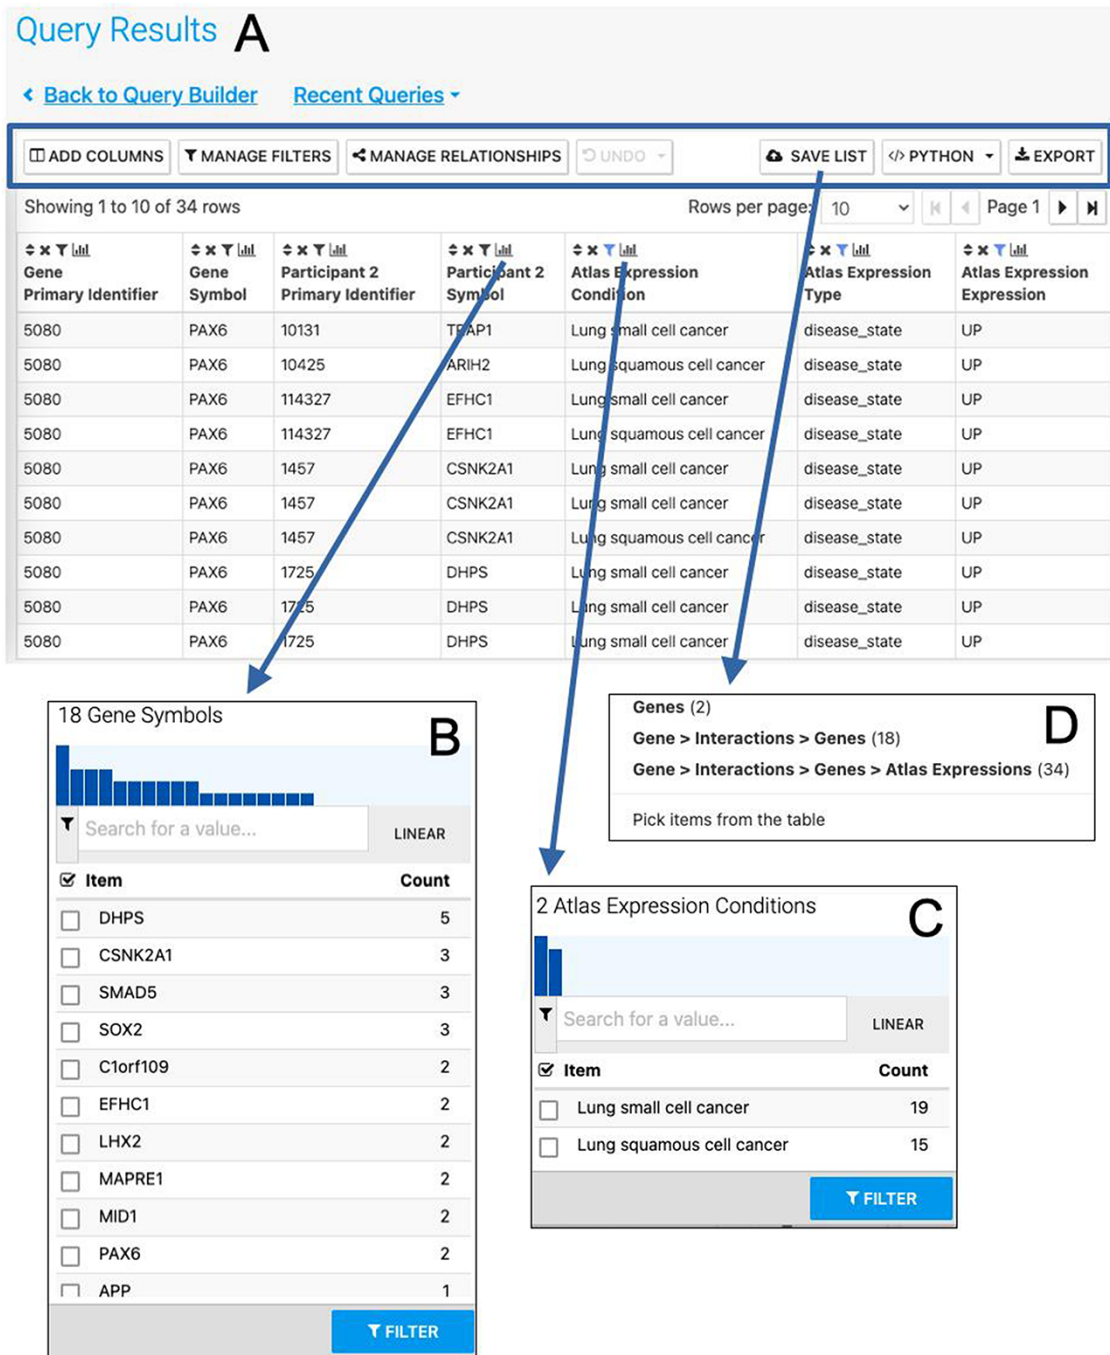 Query Results A
Back to Query Builder Recent Queries
ADD COLUMNS MANAGE FILTERS MANAGE RELATIONSHIPS UNDO SAVE LIST </> PYTHON EXPORT
Showing 1 to 10 of 34 rows Rows per page: 10 Page 1
Gene Gene Participant 2 Participant 2 Atlas Expression Atlas Expression Atlas Expression
Primary Identifier Symbol Primary Identifier Symbol Condition Type Expression
5080 PAX6 10131 TRAP1 Lung small cell cancer disease_state UP
5080 PAX6 10425 ARIH2 Lung squamous cell cancer disease_state UP
5080 PAX6 114327 EFHC1 Lung small cell cancer disease_state UP
5080 PAX6 114327 EFHC1 Lung squamous cell cancer disease_state UP
5080 PAX6 1457 CSNK2A1 Lung small cell cancer disease_state UP
5080 PAX6 1457 CSNK2A1 Lung small cell cancer disease_state UP
5080 PAX6 1457 CSNK2A1 Lung squamous cell cancer disease_state UP
5080 PAX6 1725 DHPS Lung small cell cancer disease_state UP
5080 PAX6 1725 DHPS Lung small cell cancer disease_state UP
5080 PAX6 1725 DHPS Lung small cell cancer disease_state UP
18 Gene Symbols B
Search for a value... LINEAR
Item Count
DHPS 5
CSNK2A1 3
SMAD5 3
SOX2 3
C1orf109 2
EFHC1 2
LHX2 2
MAPRE1 2
MID1 2
PAX6 2
APP 1
FILTER
Genes (2) D
Gene > Interactions > Genes (18)
Gene > Interactions > Genes > Atlas Expressions (34)
Pick items from the table
2 Atlas Expression Conditions C
Search for a value... LINEAR
Item Count
Lung small cell cancer 19
Lung squamous cell cancer 15
FILTER